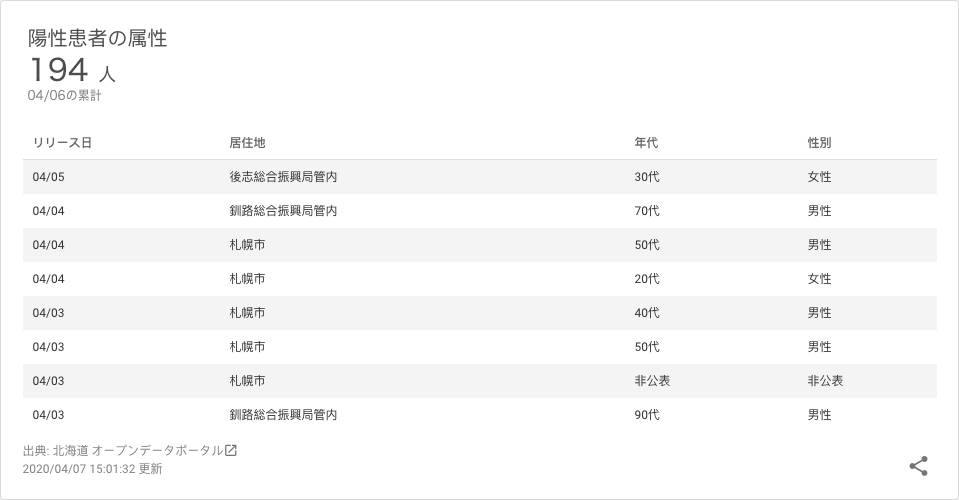 陽性患者の属性
194 人
04/06の累計
リリース日 居住地 年代 性別
04/05 後志総合振興局管内 30代 女性
04/04 釧路総合振興局管内 70代 男性
04/04 札幌市 50代 男性
04/04 札幌市 20代 女性
04/03 札幌市 40代 男性
04/03 札幌市 50代 男性
04/03 札幌市 非公表 非公表
04/03 釧路総合振興局管内 90代 男性
出典: 北海道 オープンデータポータル
2020/04/07 15:01:32 更新